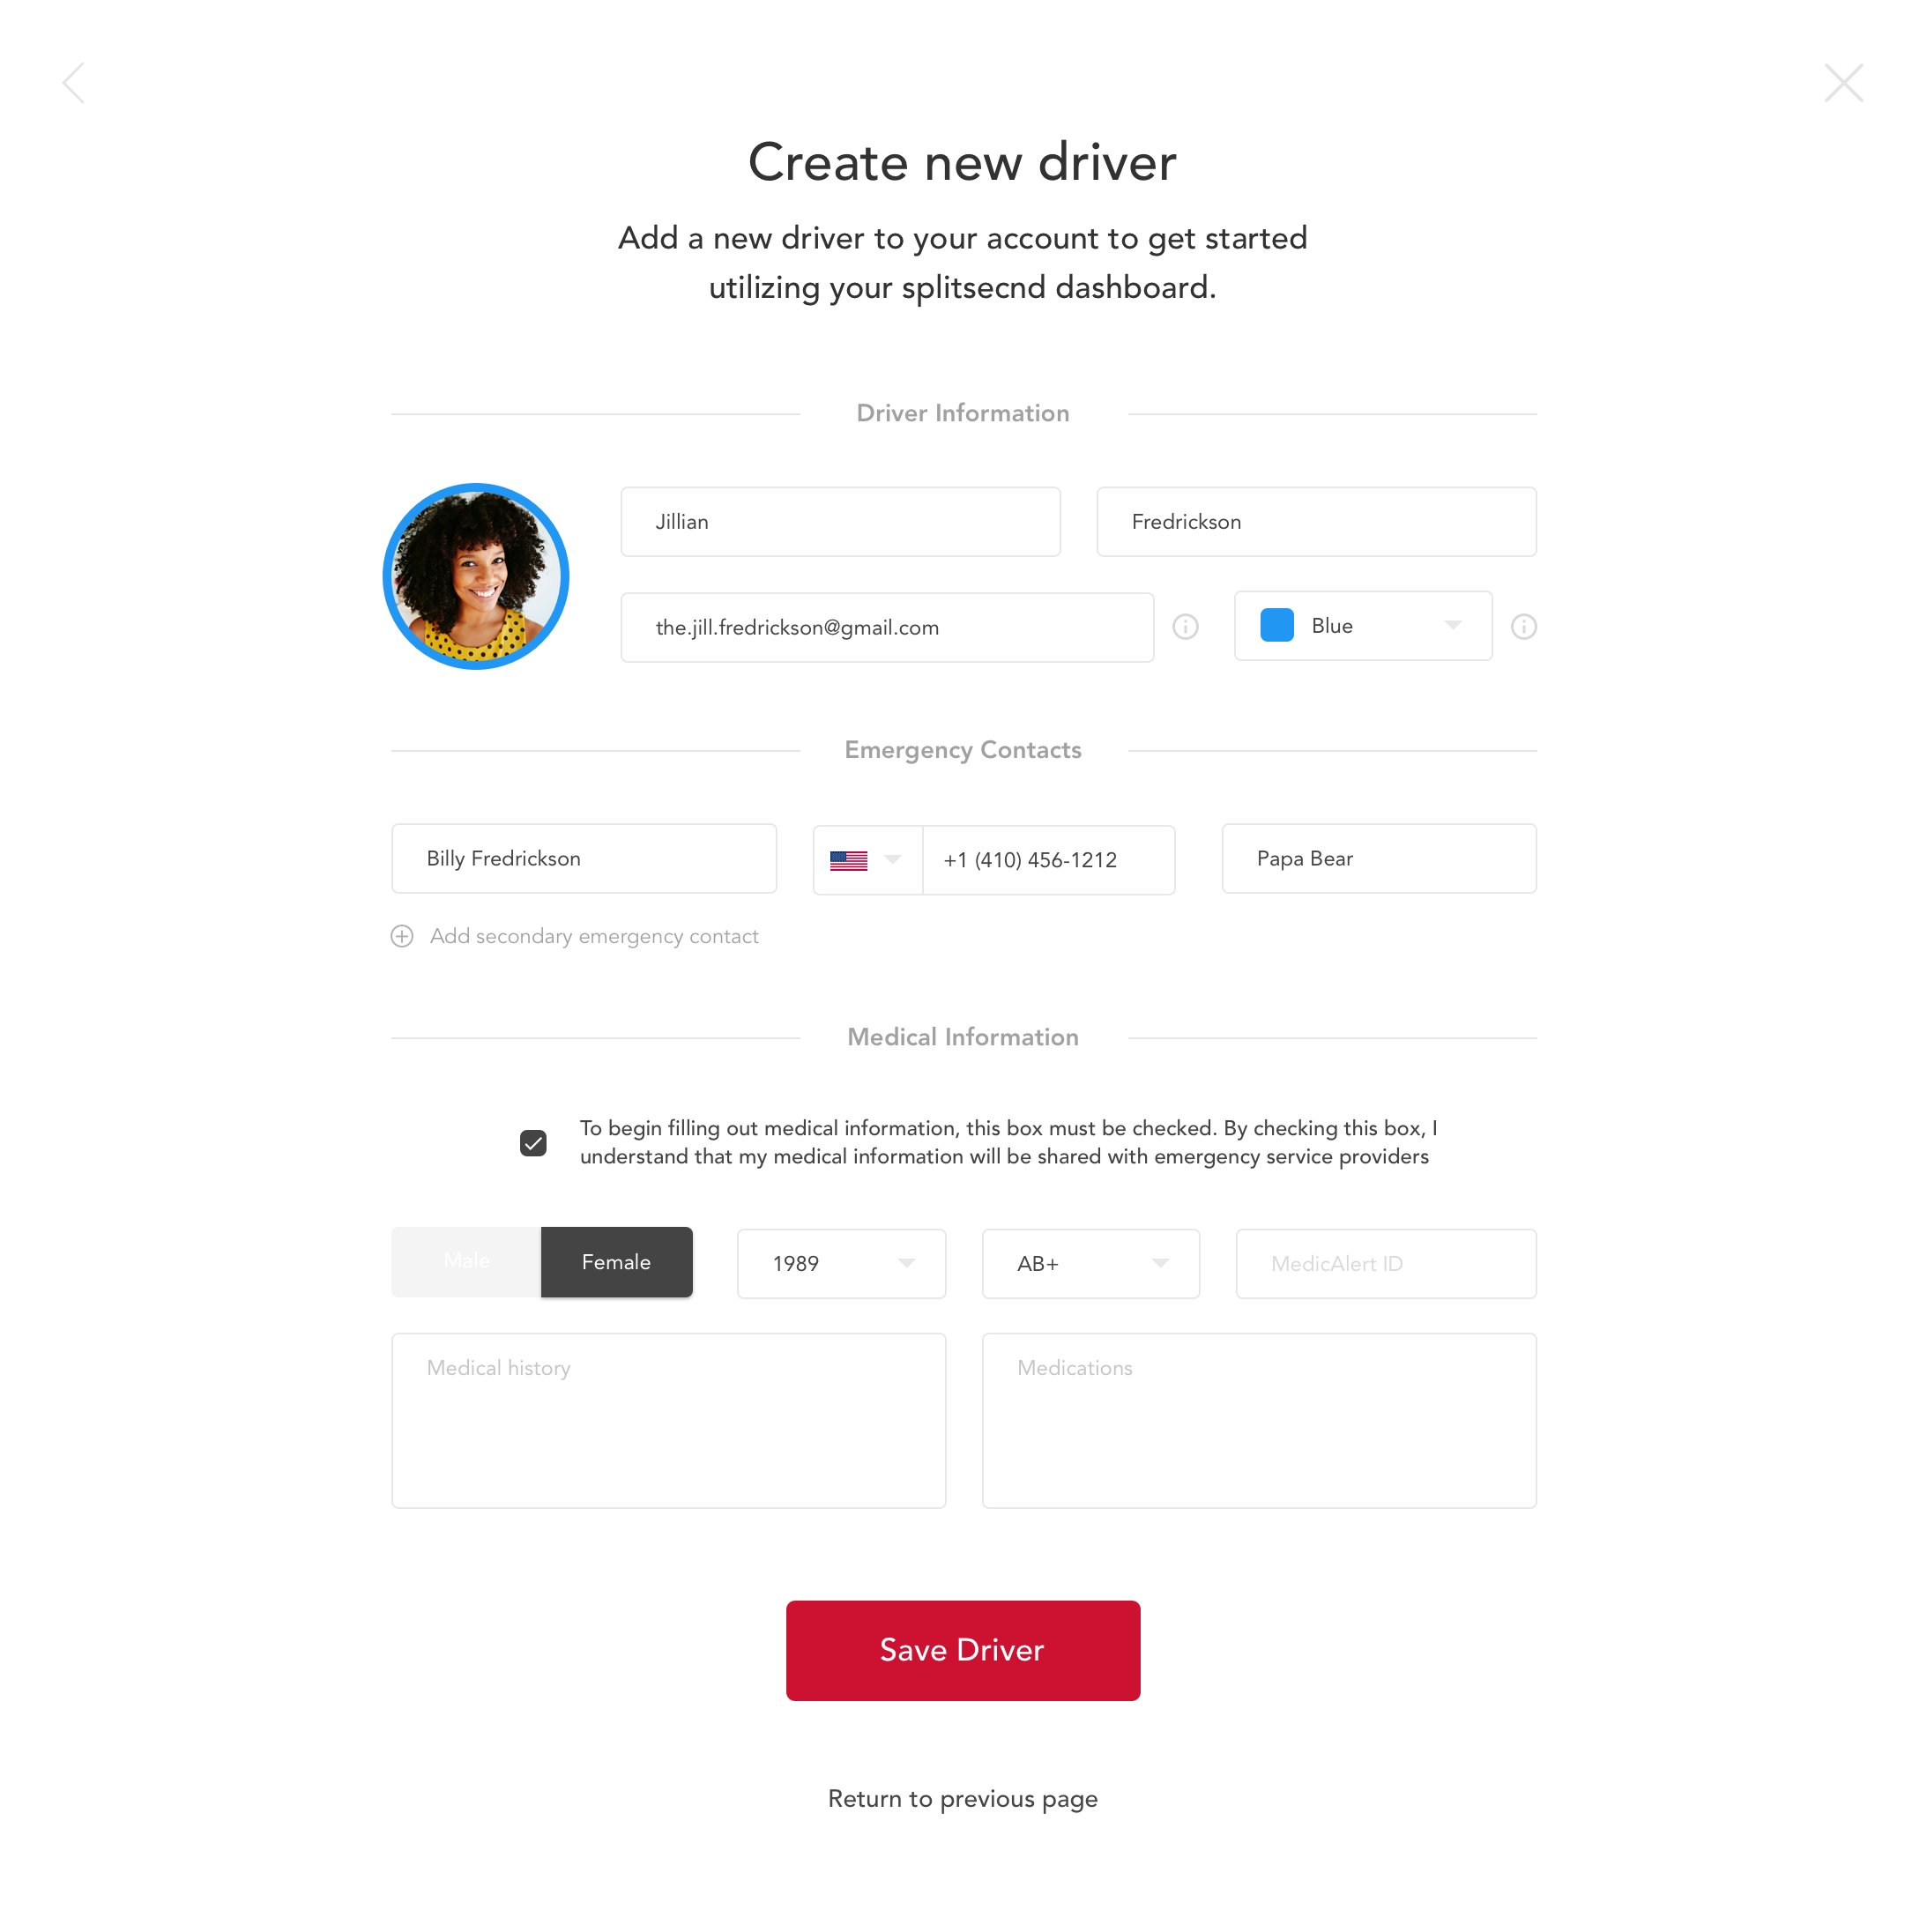 Create new driver
Add a new driver to your account to get started
utilizing your splitsecnd dashboard.
Driver Information
Jillian
Fredrickson
the.jill.fredrickson@gmail.com
Blue
Emergency Contacts
Billy Fredrickson
+1 (410) 456-1212
Papa Bear
Add secondary emergency contact
Medical Information
To begin filling out medical information, this box must be checked. By checking this box, I
understand that my medical information will be shared with emergency service providers
Male
Female
1989
AB+
MedicAlert ID
Medical history
Medications
Save Driver
Return to previous page